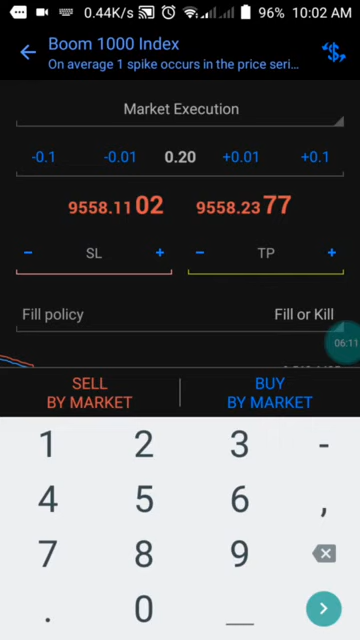 0.44K/s 96% 10:02 AM
Boom 1000 Index
On average 1 spike occurs in the price seri...
Market Execution
-0.1 -0.01 0.20 +0.01 +0.1
9558.1102 9558.2377
- SL + - TP +
Fill policy Fill or Kill
06:11
SELL BUY
BY MARKET BY MARKET
1 2 3 -
4 5 6 ,
7 8 9
. 0 _